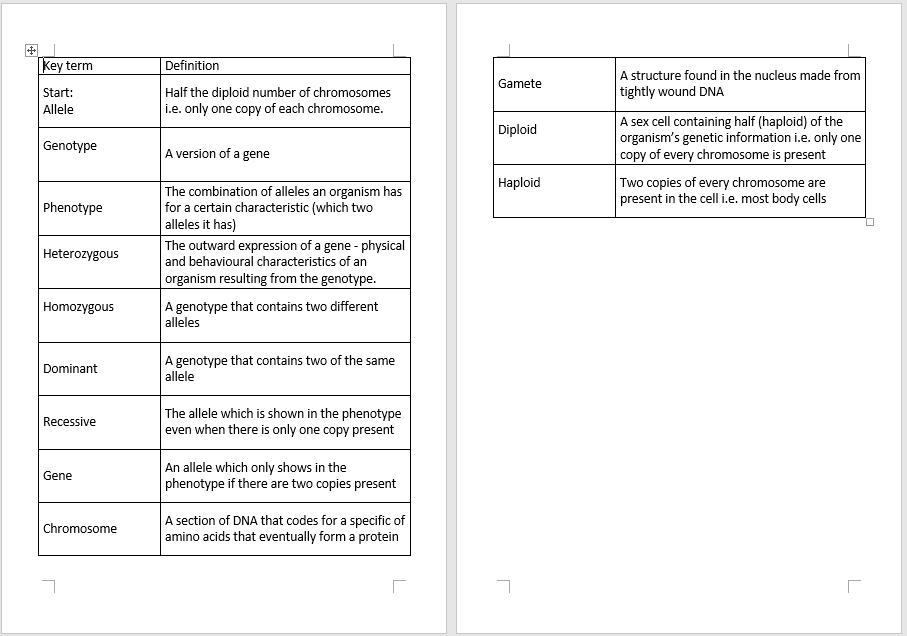 Key term Definition
Start:
Allele
Half the diploid number of chromosomes
i.e. only one copy of each chromosome.
Genotype
A version of a gene
Phenotype
The combination of alleles an organism has
for a certain characteristic (which two
alleles it has)
Heterozygous
The outward expression of a gene - physical
and behavioural characteristics of an
organism resulting from the genotype.
Homozygous
A genotype that contains two different
alleles
Dominant
A genotype that contains two of the same
allele
Recessive
The allele which is shown in the phenotype
even when there is only one copy present
Gene
An allele which only shows in the
phenotype if there are two copies present
Chromosome
A section of DNA that codes for a specific of
amino acids that eventually form a protein
Gamete
A structure found in the nucleus made from
tightly wound DNA
Diploid
A sex cell containing half (haploid) of the
organism's genetic information i.e. only one
copy of every chromosome is present
Haploid
Two copies of every chromosome are
present in the cell i.e. most body cells